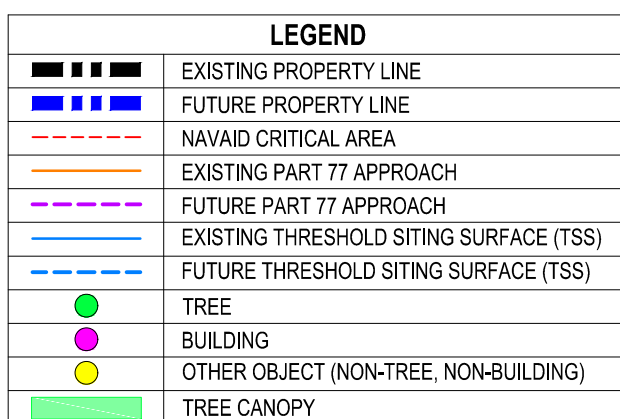 LEGEND
EXISTING PROPERTY LINE
FUTURE PROPERTY LINE
NAVAID CRITICAL AREA
EXISTING PART 77 APPROACH
FUTURE PART 77 APPROACH
EXISTING THRESHOLD SITING SURFACE (TSS)
FUTURE THRESHOLD SITING SURFACE (TSS)
TREE
BUILDING
OTHER OBJECT (NON-TREE, NON-BUILDING)
TREE CANOPY